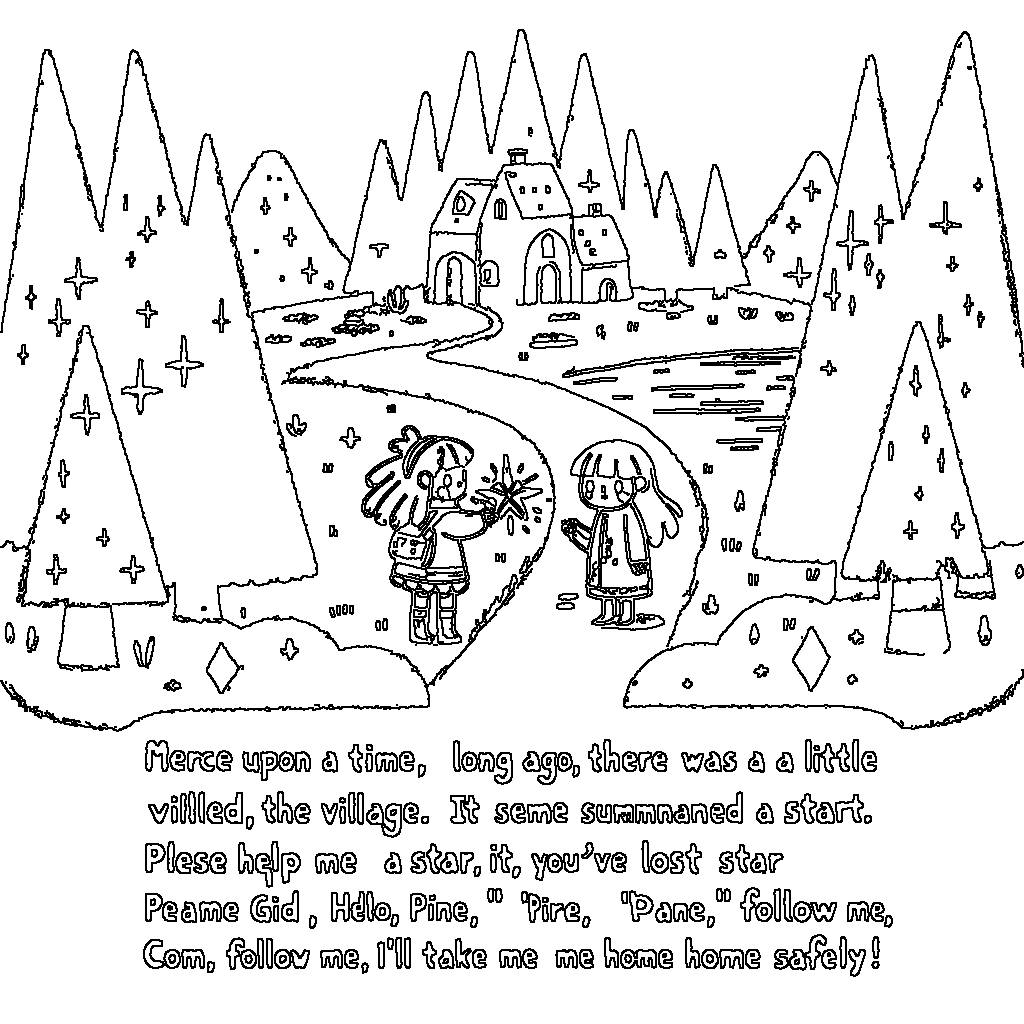 Merce upon a time, long ago, there was a a little
villled, the village. It seme summnaned a start.
Plese help me a star, it, you've lost star
Peame Gid, Hello, Pine," "Pire, "Dane," follow me,
Com, follow me, I'll take me me home home safely!